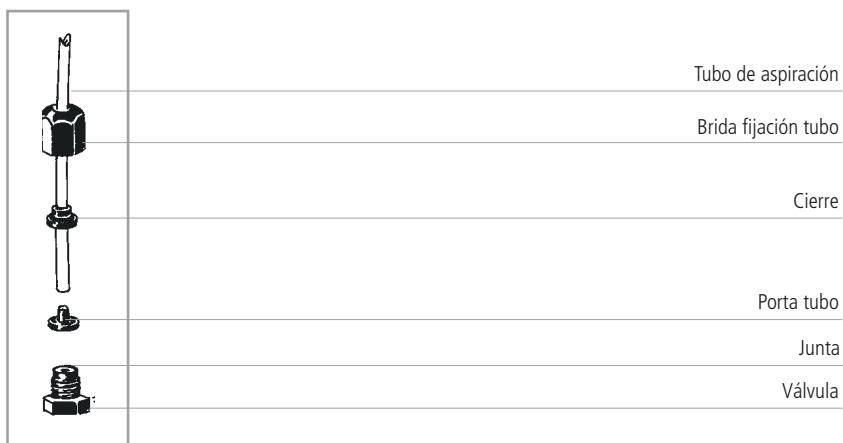 Tubo de aspiración
Brida fijación tubo
Cierre
Porta tubo
Junta
Válvula